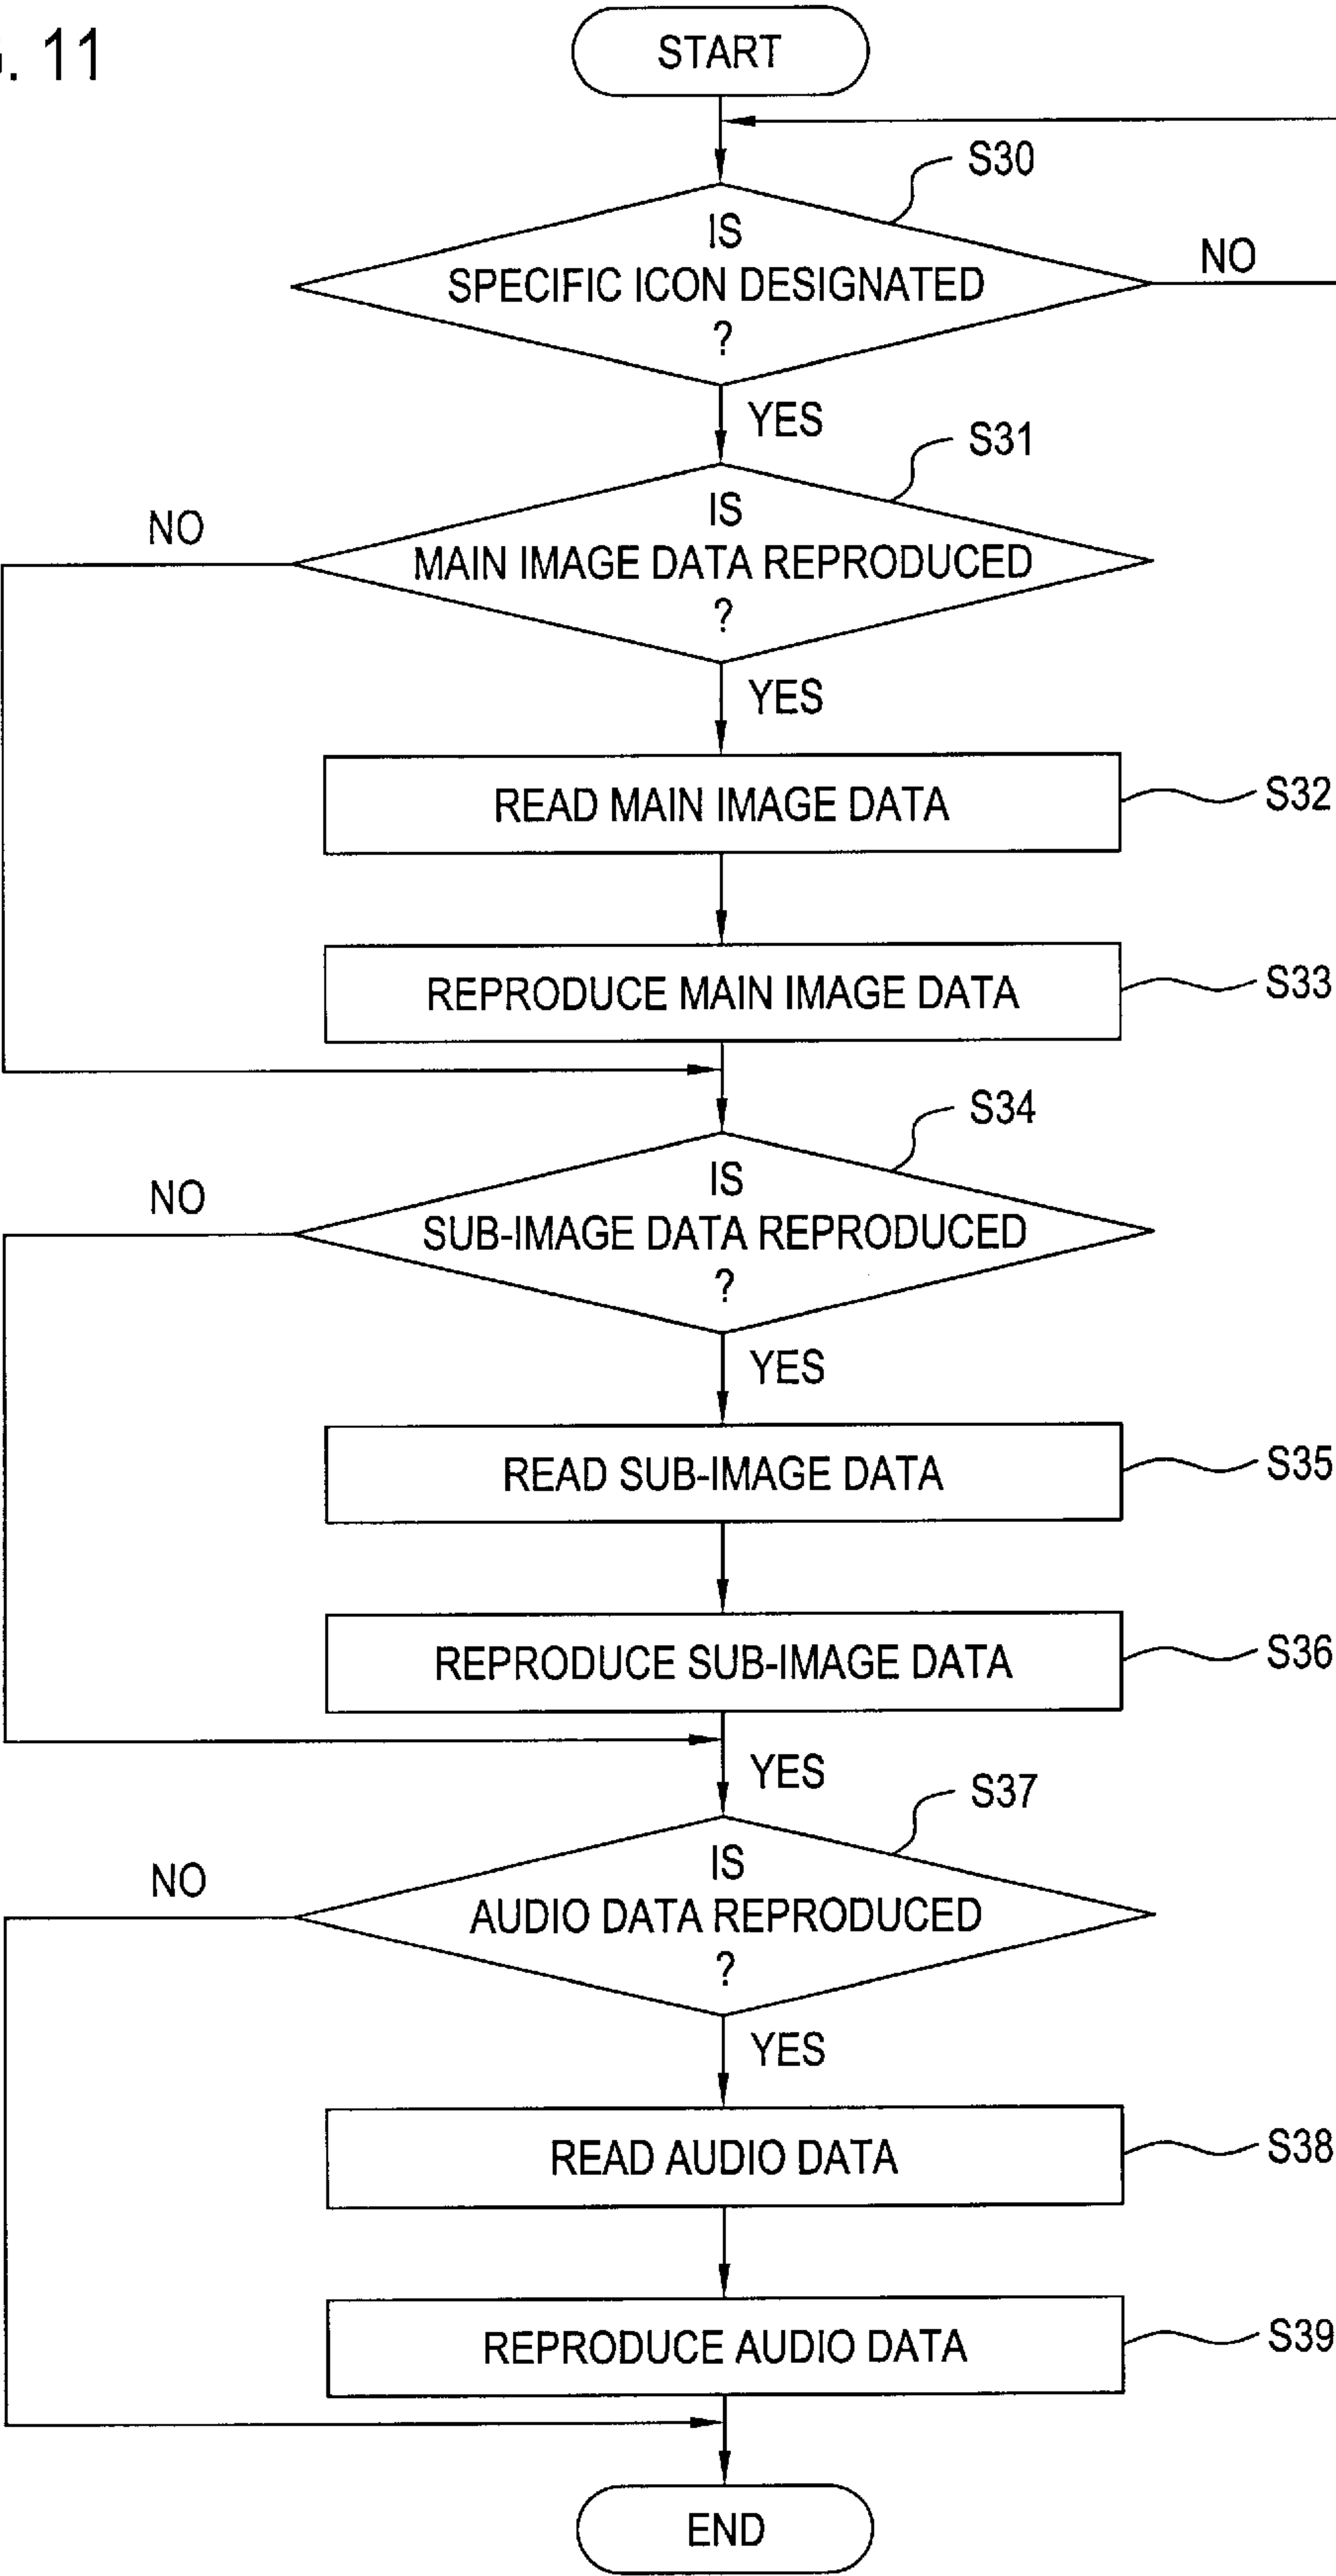 . 11
START
S30
IS
SPECIFIC ICON DESIGNATED
?
NO
YES
S31
IS
MAIN IMAGE DATA REPRODUCED
?
NO
YES
READ MAIN IMAGE DATA
S32
REPRODUCE MAIN IMAGE DATA
S33
S34
IS
SUB-IMAGE DATA REPRODUCED
?
NO
YES
READ SUB-IMAGE DATA
S35
REPRODUCE SUB-IMAGE DATA
S36
YES
S37
IS
AUDIO DATA REPRODUCED
?
NO
YES
READ AUDIO DATA
S38
REPRODUCE AUDIO DATA
S39
END